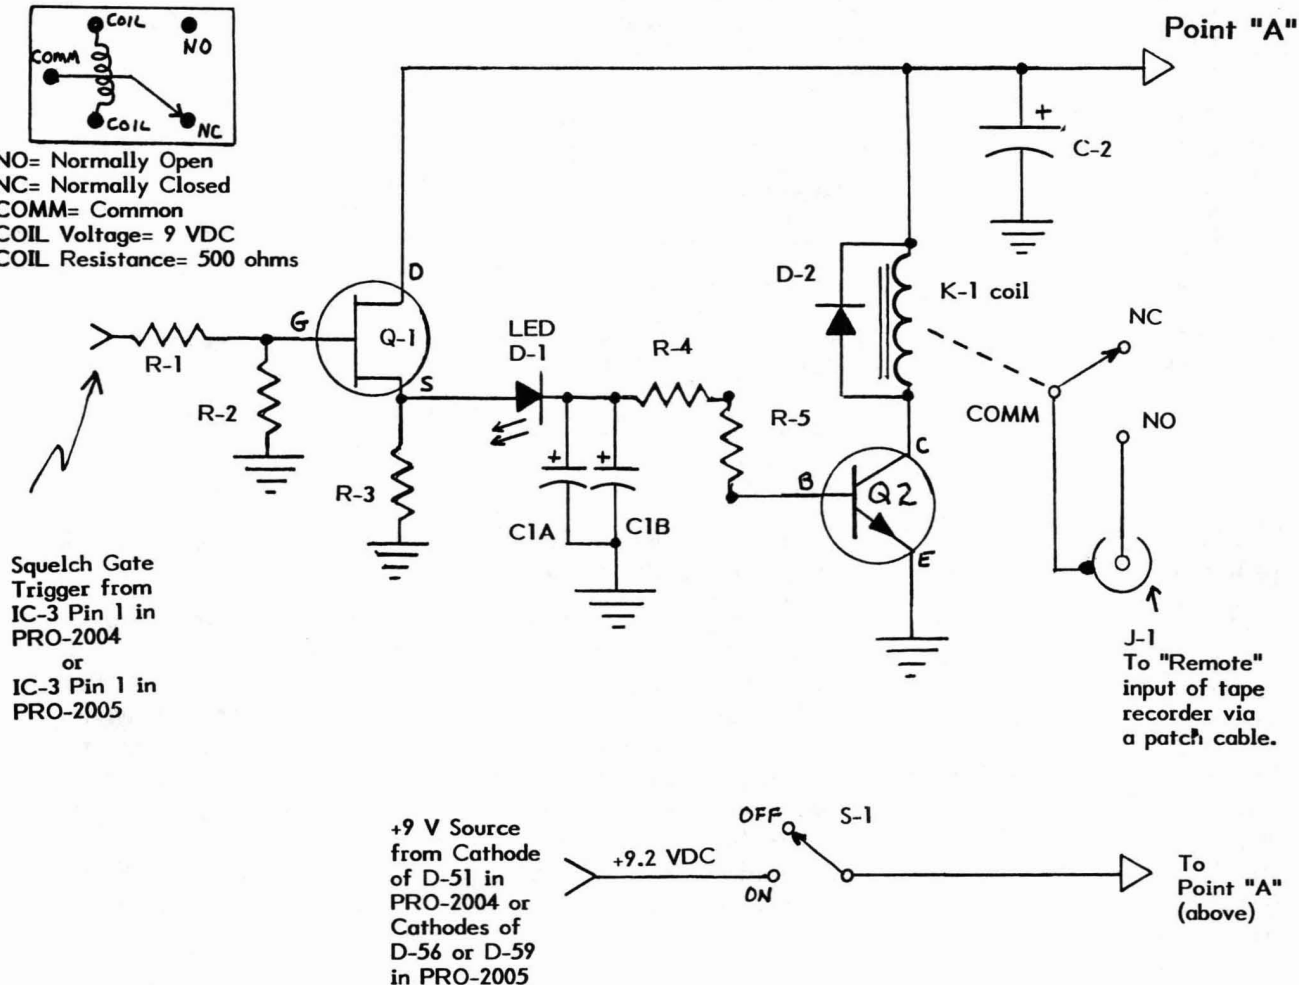 Point "A"
COIL
NO
COMM
COIL
NC
NO= Normally Open
NC= Normally Closed
COMM= Common
COIL Voltage= 9 VDC
COIL Resistance= 500 ohms
+
C-2
D
G
Q-1
S
R-1
R-2
R-3
LED
D-1
R-4
R-5
+
+
C1A
C1B
D-2
K-1 coil
NC
COMM
NO
C
B
Q2
E
Squelch Gate
Trigger from
IC-3 Pin 1 in
PRO-2004
or
IC-3 Pin 1 in
PRO-2005
J-1
To "Remote"
input of tape
recorder via
a patch cable.
+9 V Source
from Cathode
of D-51 in
PRO-2004 or
Cathodes of
D-56 or D-59
in PRO-2005
+9.2 VDC
OFF
ON
S-1
To
Point "A"
(above)